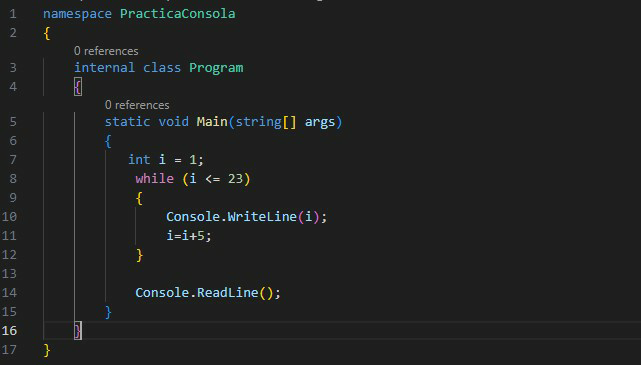 1 namespace PracticaConsola
2 {
0 references
3 internal class Program
4 {
0 references
5 static void Main(string[] args)
6 {
7 int i = 1;
8 while (i <= 23)
9 {
10 Console.WriteLine(i);
11 i=i+5;
12 }
13
14 Console.ReadLine();
15 }
16 }
17 }